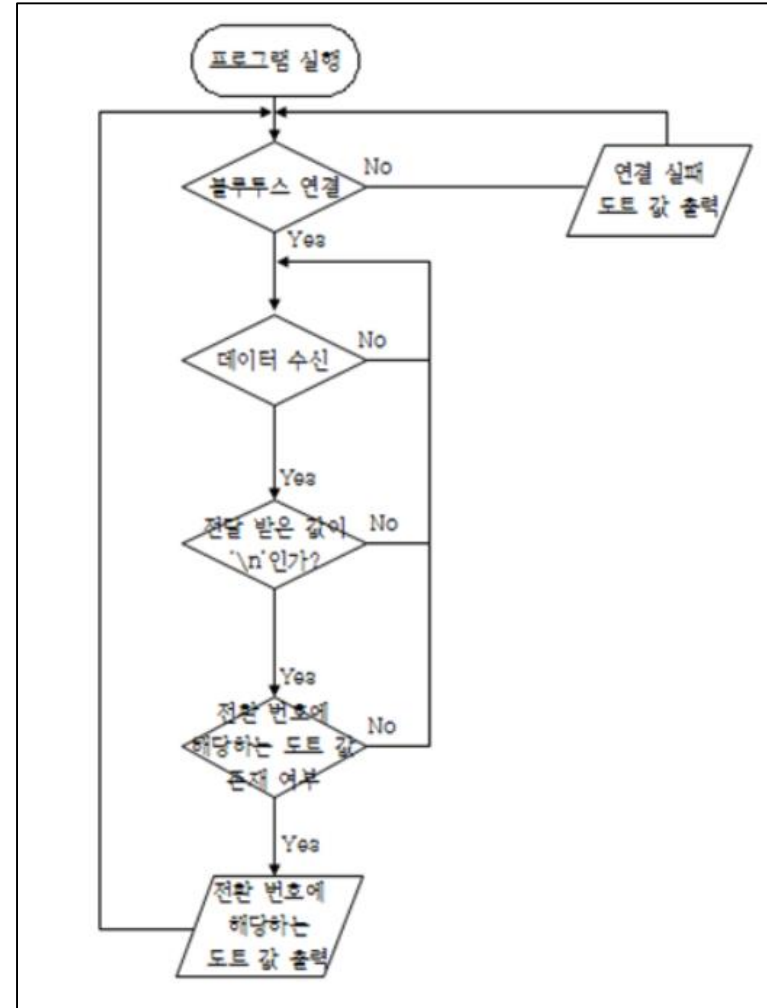 프로그램 실행
블루투스 연결
No
연결 실패
도트 값 출력
Yes
데이터 수신
No
Yes
전달 받은 값이
'\n'인가?
No
Yes
전환 번호에
해당하는 도트 값
존재 여부
No
Yes
전환 번호에
해당하는
도트 값 출력